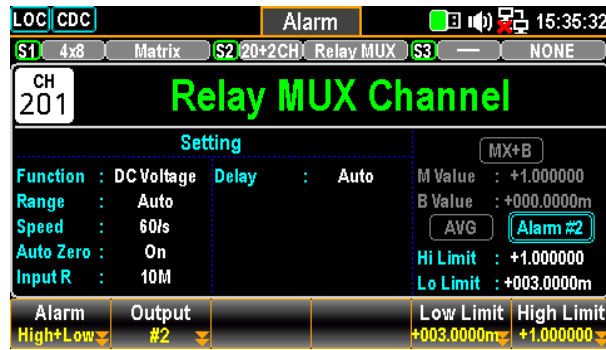 LOC CDC Alarm 15:35:32
S1 4x8 Matrix S2 20+2CH Relay MUX S3 — NONE
CH
201 Relay MUX Channel
Setting
MX+B
Function : DC Voltage Delay : Auto M Value : +1.000000
Range : Auto B Value : +000.0000m
Speed : 60/s AVG Alarm #2
Auto Zero : On Hi Limit : +1.000000
Input R : 10M Lo Limit : +003.0000m
Alarm Output Low Limit High Limit
High+Low #2 +003.0000m +1.000000